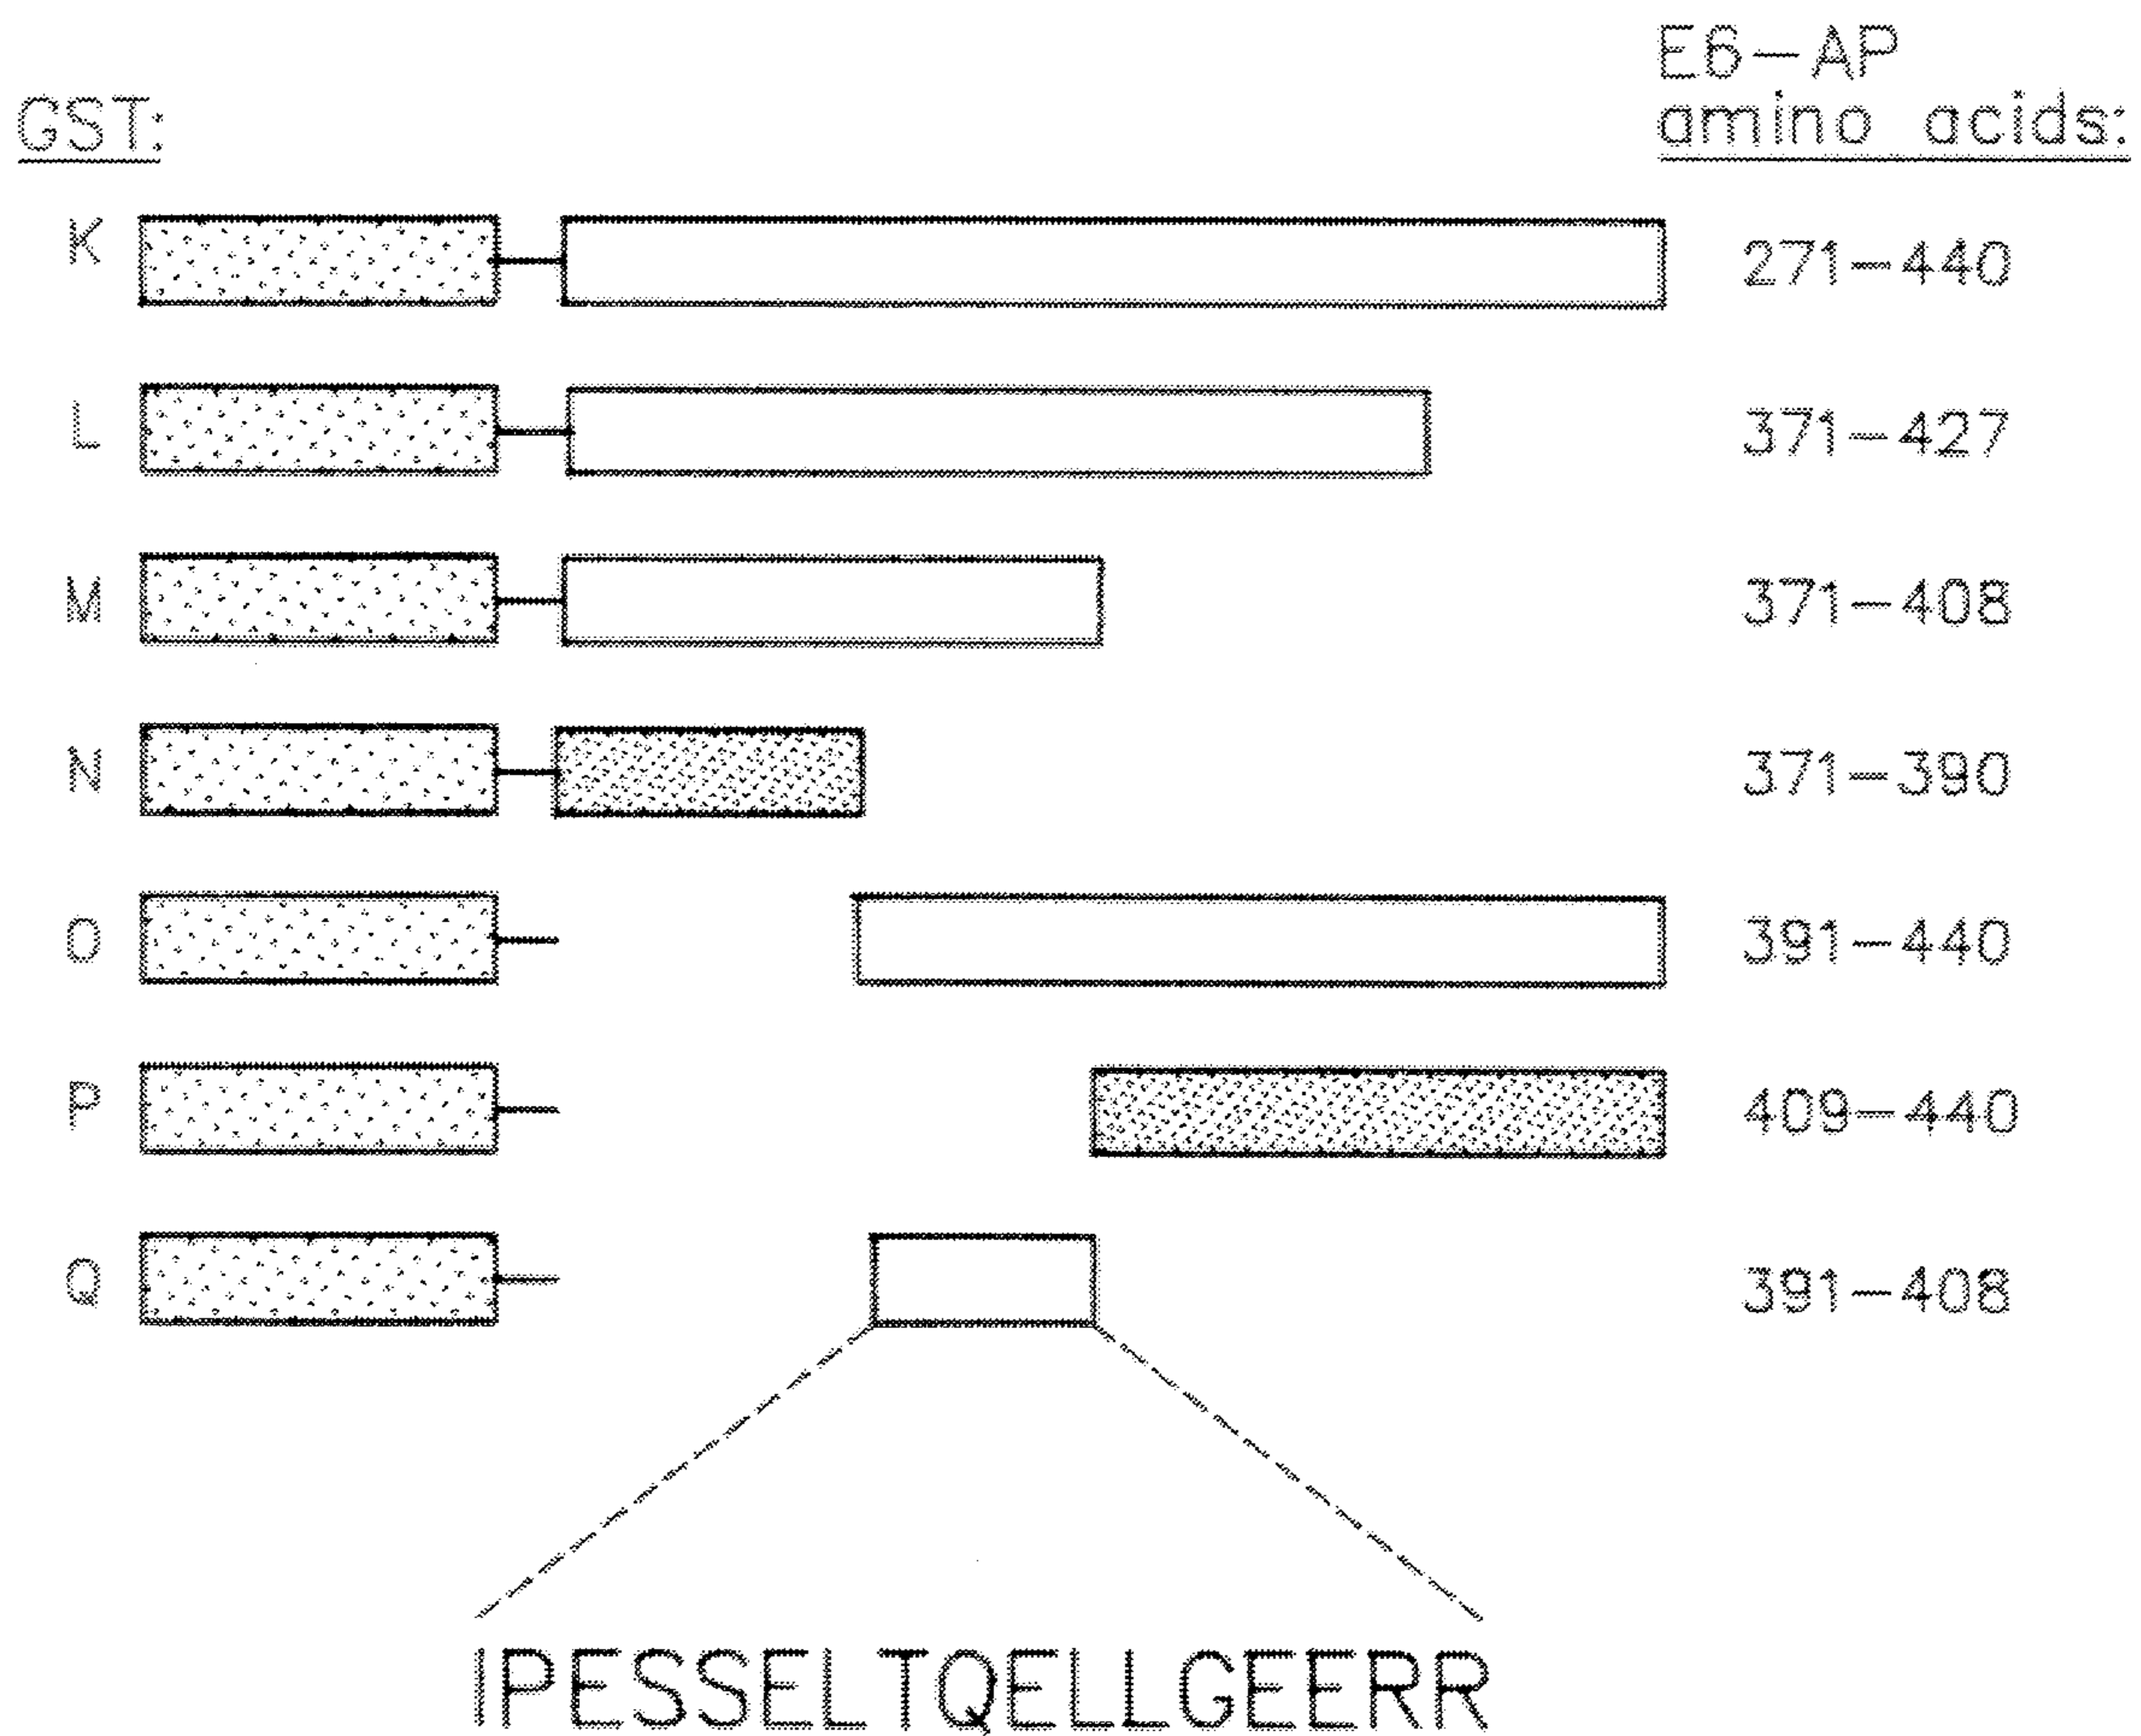 E6-AP
GST: amino acids:
K 271-440
L 371-427
M 371-408
N 371-390
O 391-440
P 409-440
Q 391-408
IPESSELTQELLGEERR